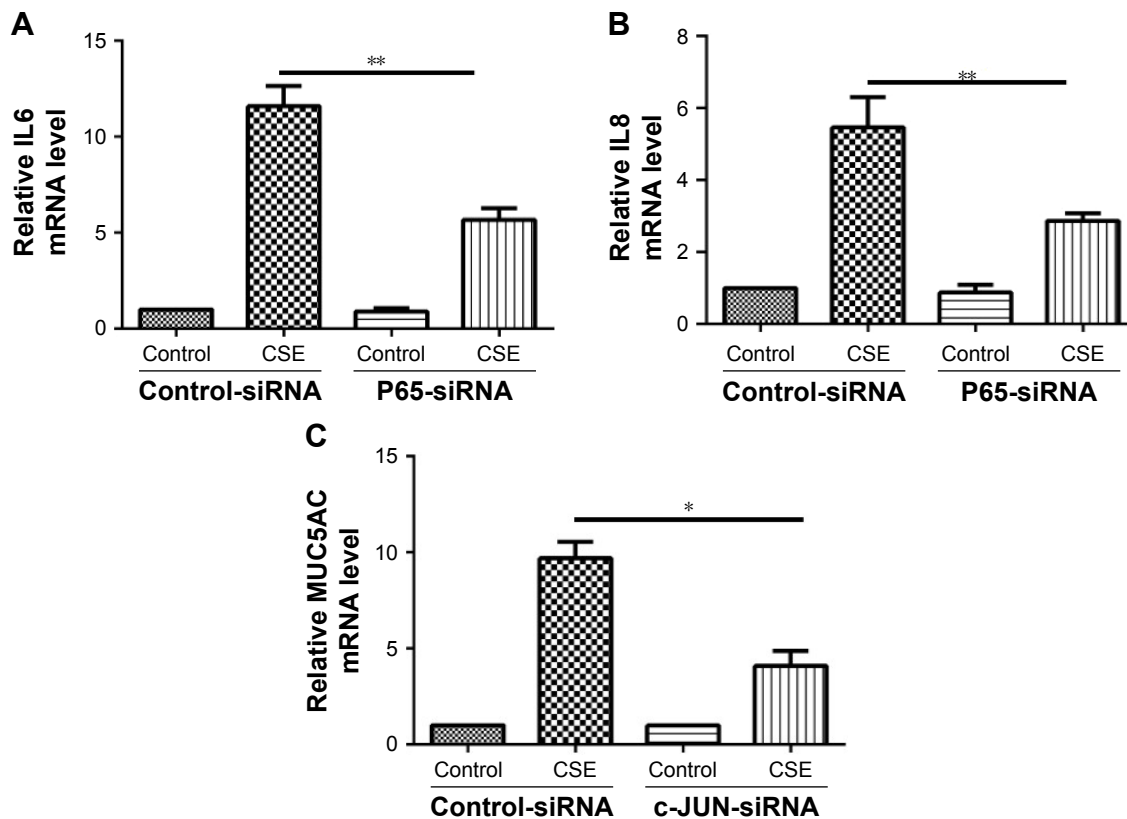 A
Relative IL6
mRNA level
15
10
5
0
**
Control
CSE
Control
CSE
Control-siRNA
P65-siRNA
B
Relative IL8
mRNA level
8
6
4
2
0
**
Control
CSE
Control
CSE
Control-siRNA
P65-siRNA
C
Relative MUC5AC
mRNA level
15
10
5
0
*
Control
CSE
Control
CSE
Control-siRNA
c-JUN-siRNA